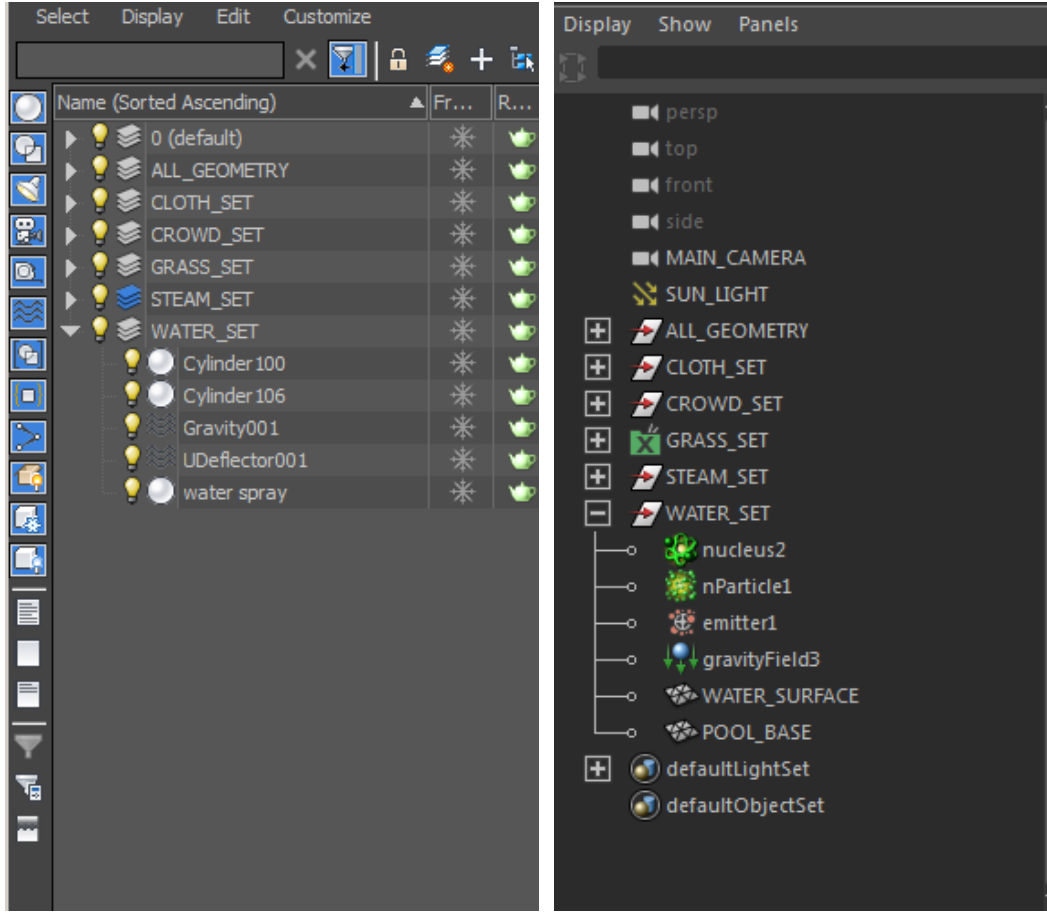 Select Display Edit Customize
Name (Sorted Ascending) Fr... R...
0 (default)
ALL_GEOMETRY
CLOTH_SET
CROWD_SET
GRASS_SET
STEAM_SET
WATER_SET
Cylinder100
Cylinder106
Gravity001
UDeflector001
water spray
Display Show Panels
persp
top
front
side
MAIN_CAMERA
SUN_LIGHT
ALL_GEOMETRY
CLOTH_SET
CROWD_SET
GRASS_SET
STEAM_SET
WATER_SET
nucleus2
nParticle1
emitter1
gravityField3
WATER_SURFACE
POOL_BASE
defaultLightSet
defaultObjectSet